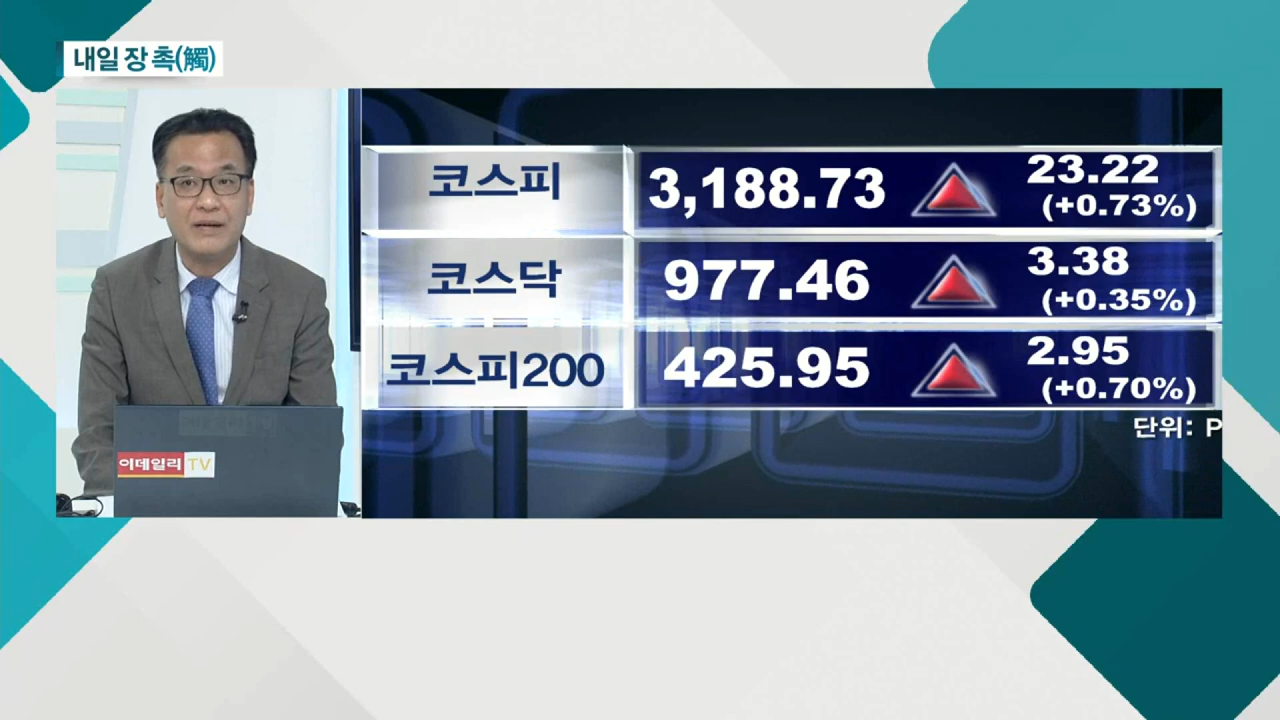 내일 장 촉(觸)
코스피 3,188.73 23.22
(+0.73%)
코스닥 977.46 3.38
(+0.35%)
코스피200 425.95 2.95
(+0.70%)
단위: P
이데일리 TV